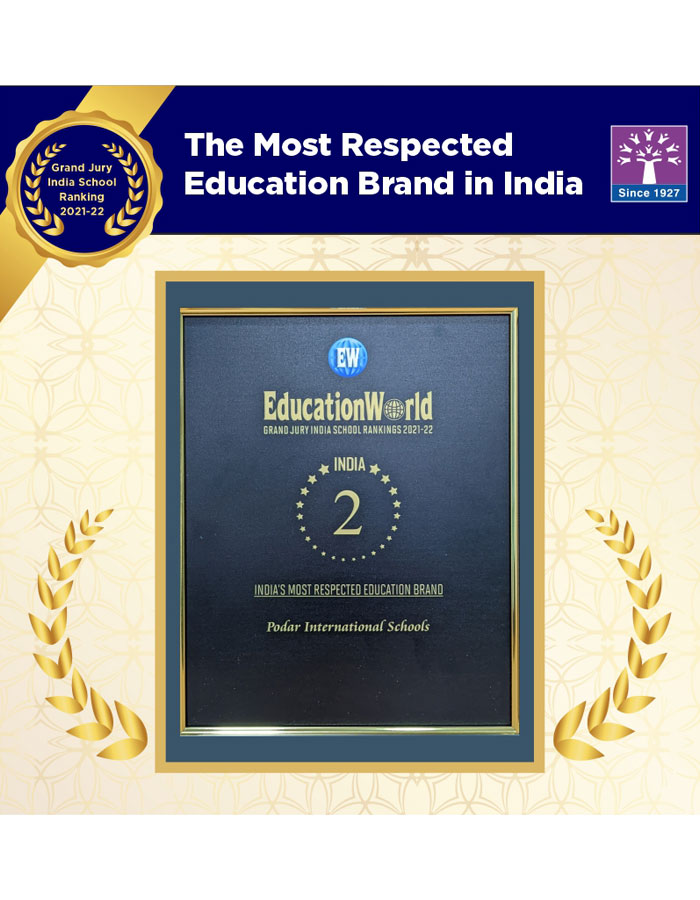 Grand Jury
India School
Ranking
2021-22
The Most Respected
Education Brand in India
Since 1927
EW
EducationWorld
GRAND JURY INDIA SCHOOL RANKINGS 2021-22
INDIA
2
INDIA'S MOST RESPECTED EDUCATION BRAND
Podar International Schools